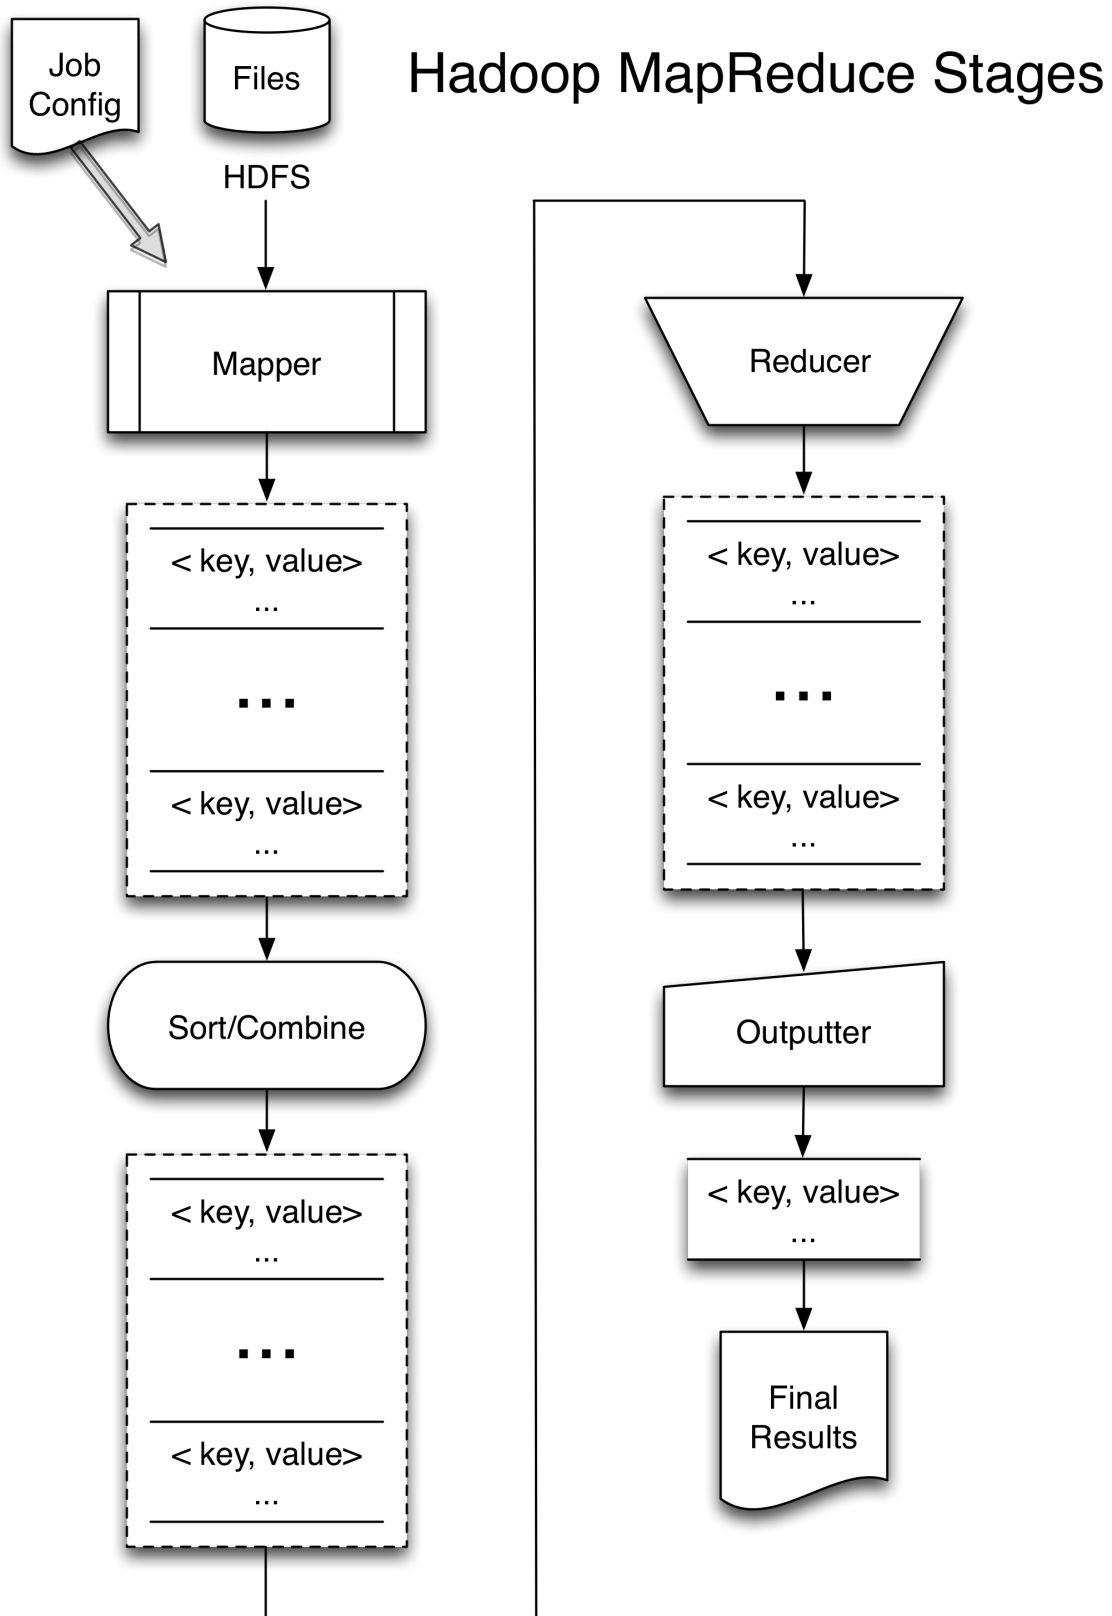 Hadoop MapReduce Stages
Job
Config
Files
HDFS
Mapper
< key, value>
...
...
< key, value>
...
Sort/Combine
< key, value>
...
...
< key, value>
...
Reducer
< key, value>
...
...
< key, value>
...
Outputter
< key, value>
...
Final
Results